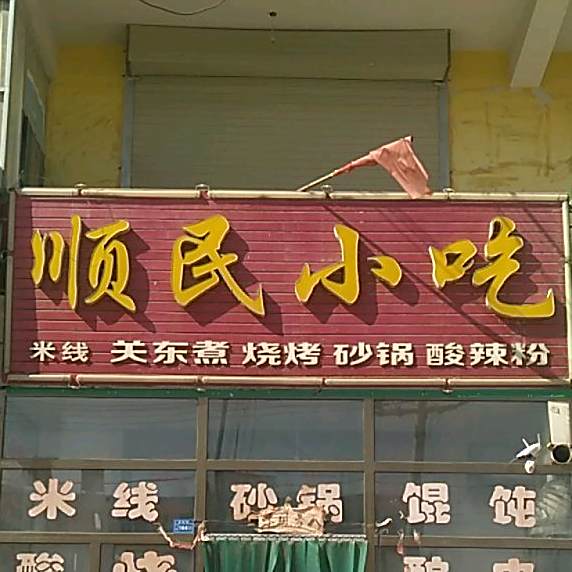 顺民小吃
米线 关东煮 烧烤 砂锅 酸辣粉
米线 砂锅 馄饨